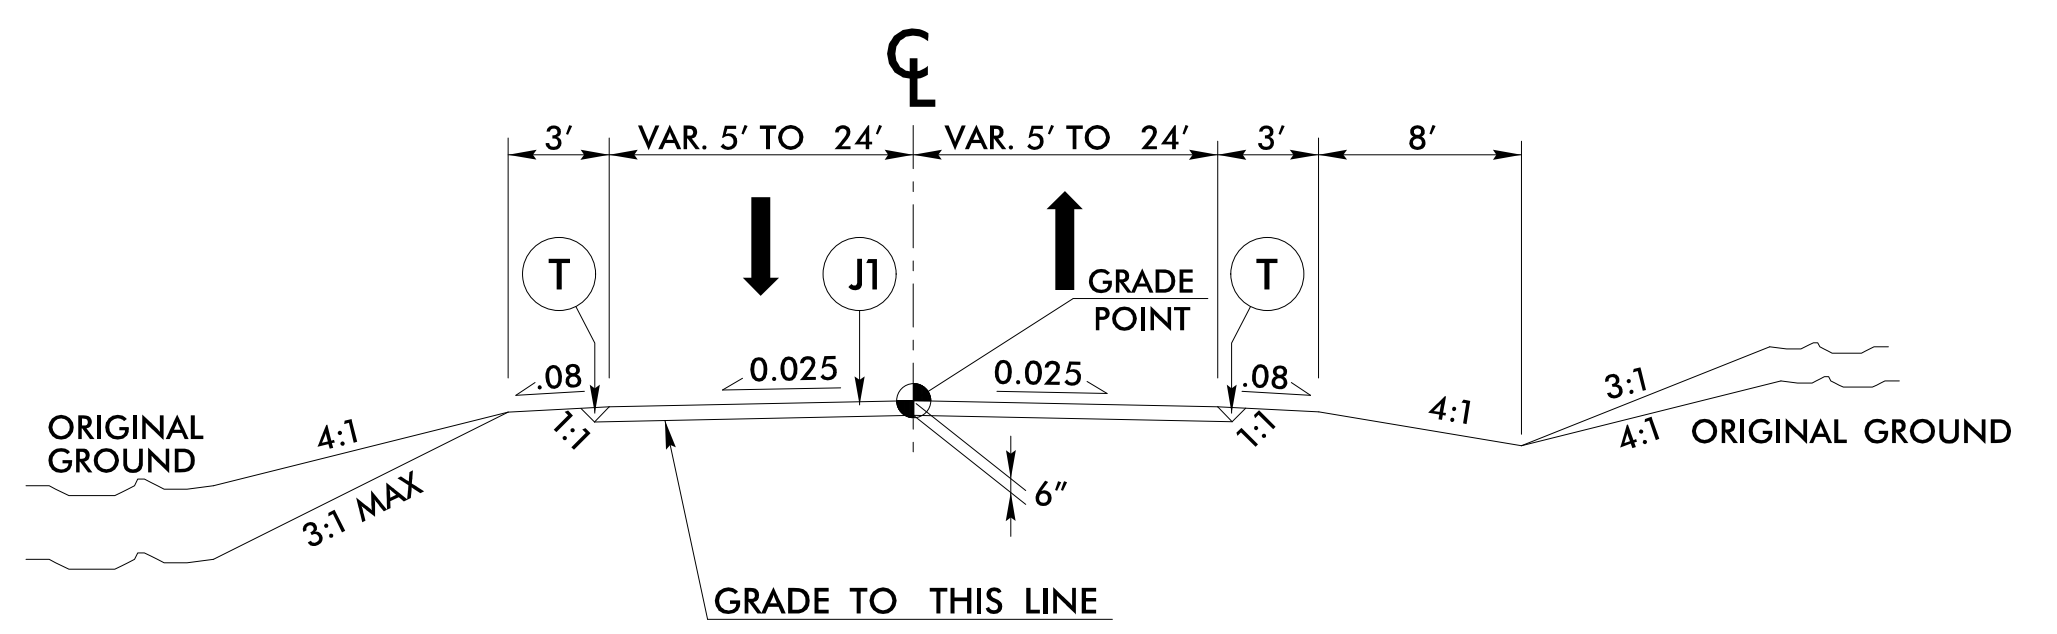 ℄
3' VAR. 5' TO 24' VAR. 5' TO 24' 3' 8'
T J1 T
GRADE
POINT
.08 0.025 0.025 .08
3:1
4:1
1:1 1:1
ORIGINAL
GROUND
4:1
4:1 ORIGINAL GROUND
3:1 MAX
6"
GRADE TO THIS LINE